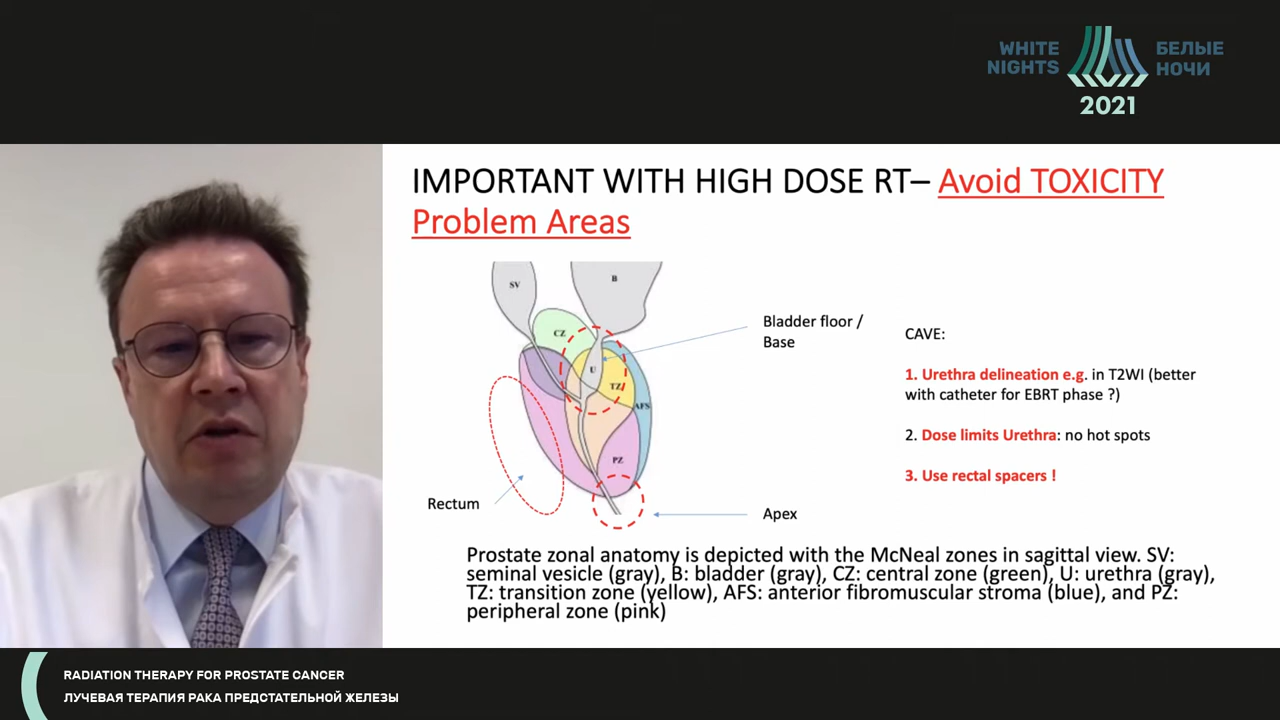 WHITE
NIGHTS
БЕЛЫЕ
НОЧИ
2021
IMPORTANT WITH HIGH DOSE RT– Avoid TOXICITY
Problem Areas
SV
B
CZ
U
TZ
AFS
PZ
Bladder floor /
Base
Rectum
Apex
CAVE:
1. Urethra delineation e.g. in T2WI (better
with catheter for EBRT phase ?)
2. Dose limits Urethra: no hot spots
3. Use rectal spacers !
Prostate zonal anatomy is depicted with the McNeal zones in sagittal view. SV:
seminal vesicle (gray), B: bladder (gray), CZ: central zone (green), U: urethra (gray),
TZ: transition zone (yellow), AFS: anterior fibromuscular stroma (blue), and PZ:
peripheral zone (pink)
RADIATION THERAPY FOR PROSTATE CANCER
ЛУЧЕВАЯ ТЕРАПИЯ РАКА ПРЕДСТАТЕЛЬНОЙ ЖЕЛЕЗЫ